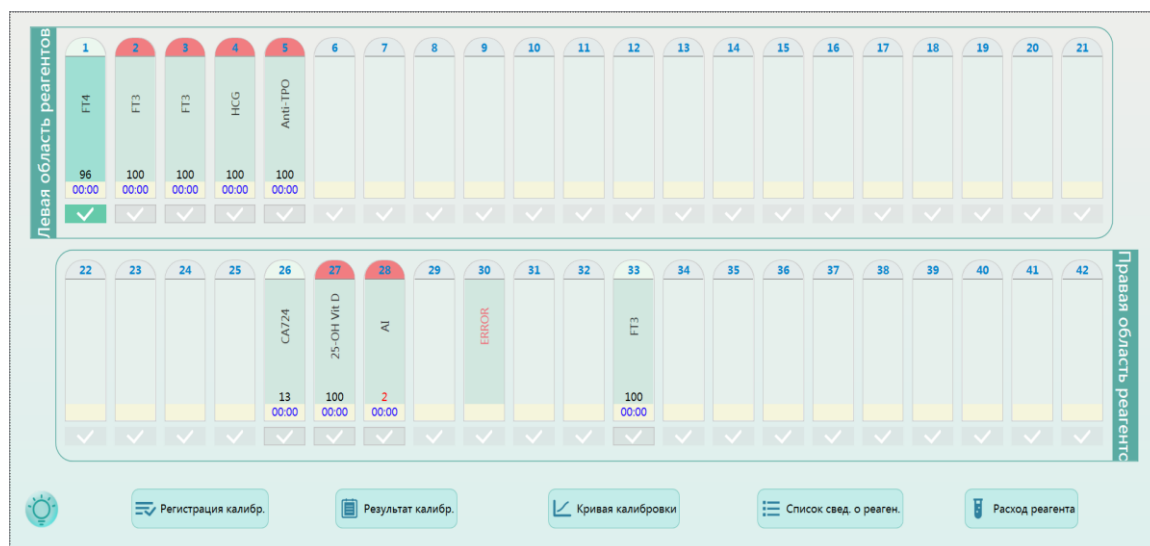 Левая область реагентов
1 2 3 4 5 6 7 8 9 10 11 12 13 14 15 16 17 18 19 20 21
FT4 FT3 FT3 HCG Anti-TPO
96 100 100 100 100
00:00 00:00 00:00 00:00 00:00
22 23 24 25 26 27 28 29 30 31 32 33 34 35 36 37 38 39 40 41 42
CA724 25-OH Vit D AI ERROR FT3
13 100 2 100
00:00 00:00 00:00 00:00
Правая область реагентс
Регистрация калибр. Результат калибр. Кривая калибровки Список свед. о реаген. Расход реагента